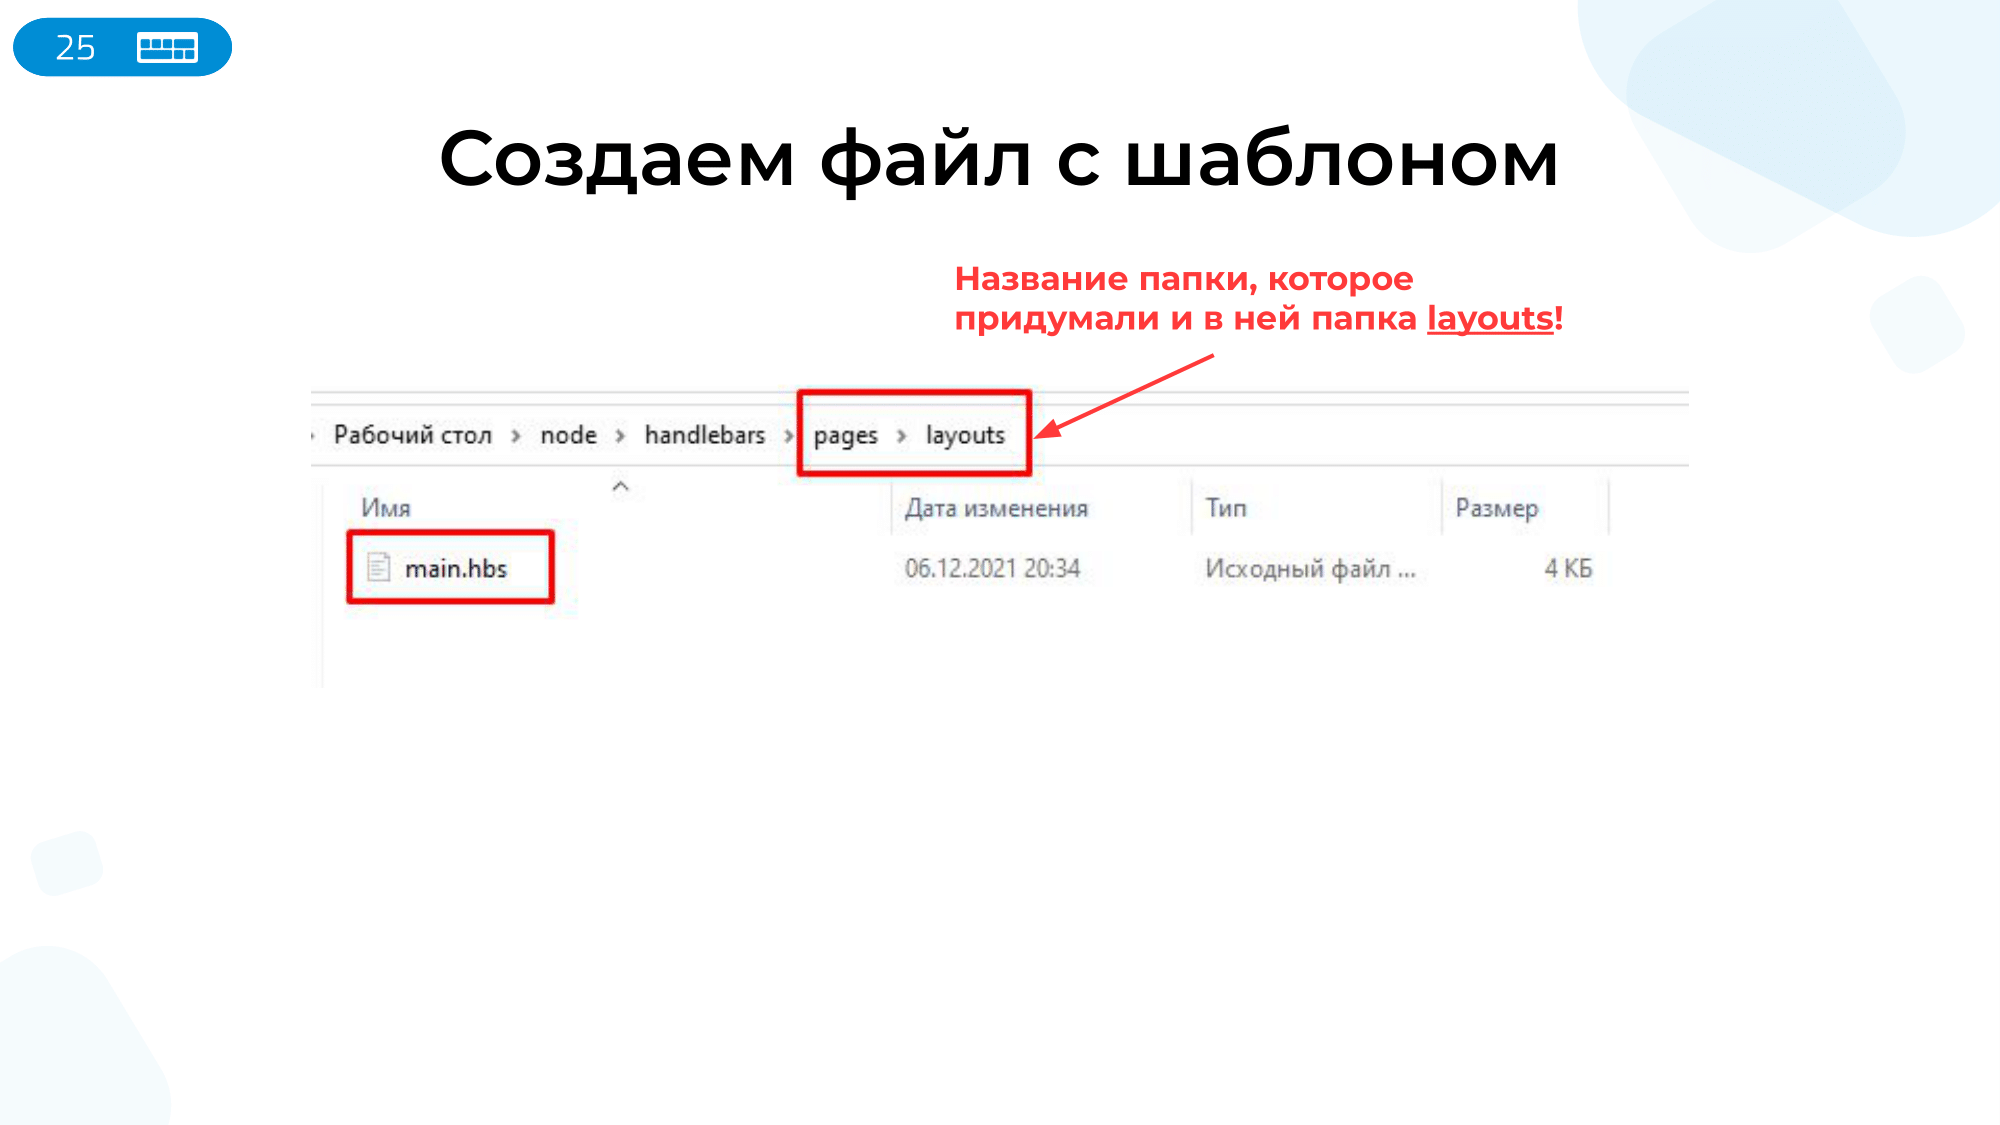 25
Создаем файл с шаблоном
Название папки, которое
придумали и в ней папка layouts!
› Рабочий стол › node › handlebars › pages › layouts
Имя Дата изменения Тип Размер
main.hbs 06.12.2021 20:34 Исходный файл ... 4 КБ